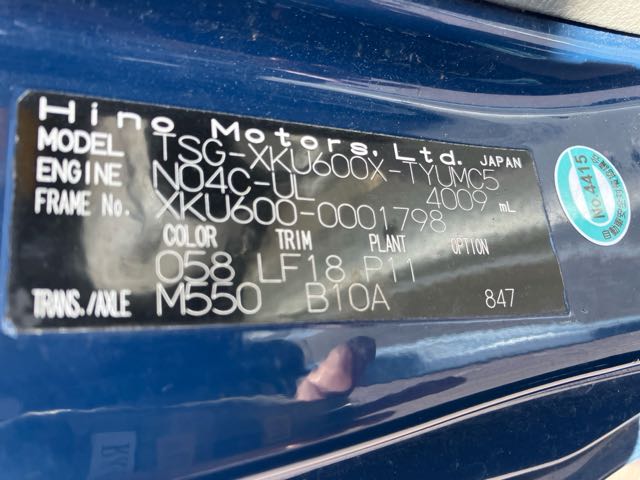 Hino Motors, Ltd. JAPAN
MODEL TSG-XKU600X-TYUMC5
ENGINE N04C-UL 4009 mL
FRAME No. XKU600-0001798
COLOR TRIM PLANT OPTION
058 LF18 P11
TRANS./AXLE M550 B10A 847
No.4415